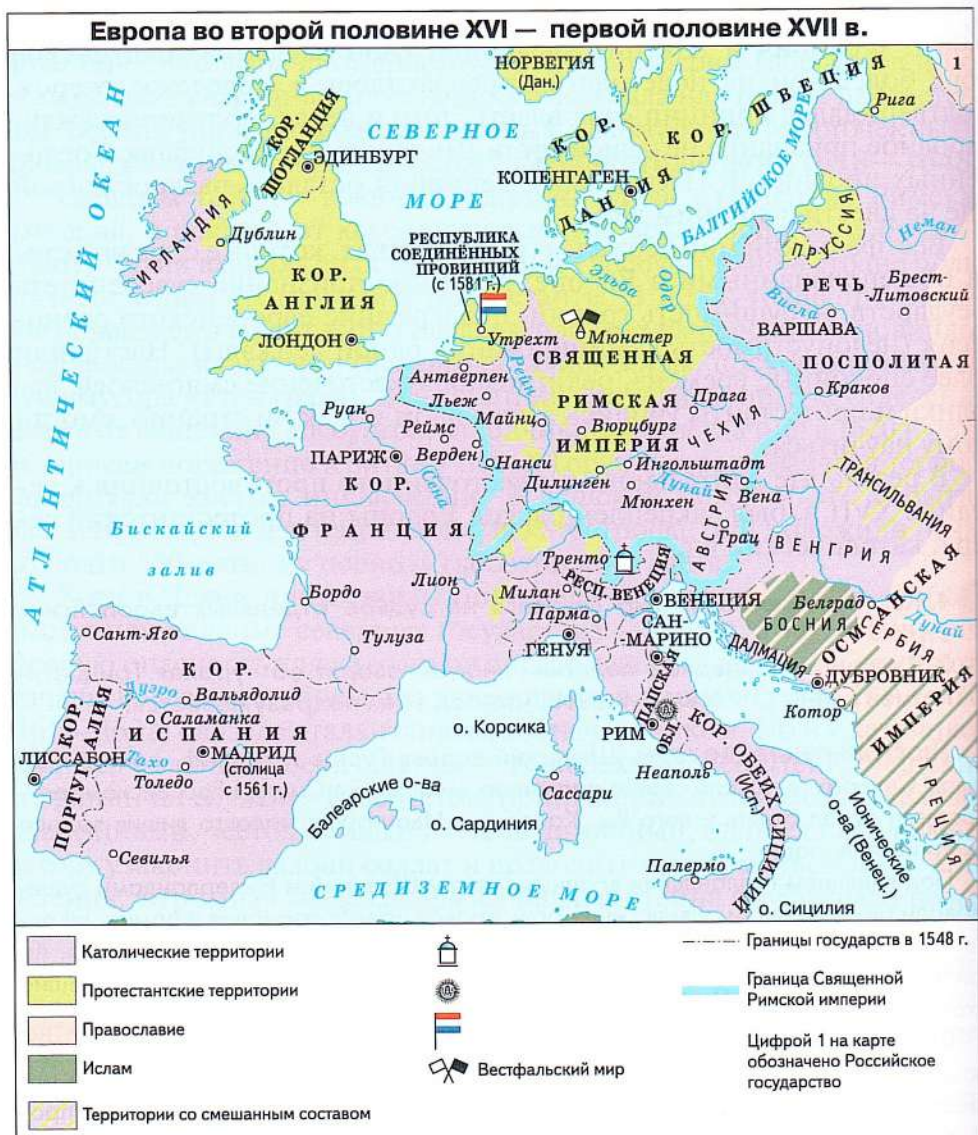 Европа во второй половине XVI — первой половине XVII в.
НОРВЕГИЯ
(Дан.)
КОР. ШВЕЦИЯ
1
Рига
КОР.
ШОТЛАНДИЯ
ЭДИНБУРГ
СЕВЕРНОЕ
МОРЕ
КОР.
ДАНИЯ
КОПЕНГАГЕН
БАЛТИЙСКОЕ МОРЕ
АТЛАНТИЧЕСКИЙ ОКЕАН
ИРЛАНДИЯ
Дублин
ПРУССИЯ
Неман
РЕСПУБЛИКА
СОЕДИНЁННЫХ
ПРОВИНЦИЙ
(с 1581 г.)
Эльба
Одер
КОР.
АНГЛИЯ
ЛОНДОН
РЕЧЬ
ПОСПОЛИТАЯ
Брест-
Литовский
Висла
ВАРШАВА
Краков
Утрехт
Мюнстер
СВЯЩЕННАЯ
РИМСКАЯ
ИМПЕРИЯ
Антверпен
Рейн
Льеж
Майнц
Прага
ЧЕХИЯ
Вюрцбург
Руан
Реймс
Верден
ПАРИЖ
Нанси
Ингольштадт
Дилинген
Мюнхен
Дунай
Вена
ТРАНСИЛЬВАНИЯ
КОР.
ФРАНЦИЯ
Сена
Бискайский
залив
АВСТРИЯ
Грац
ВЕНГРИЯ
Тренто
РЕСП. ВЕНЕЦИЯ
Лион
Милан
ВЕНЕЦИЯ
Бордо
Парма
Белград
БОСНИЯ
СЕРБИЯ
Дунай
ОСМАНСКАЯ
ИМПЕРИЯ
Тулуза
ГЕНУЯ
САН-
МАРИНО
ДАЛМАЦИЯ
Сант-Яго
ДУБРОВНИК
Котор
КОР.
ИСПАНИЯ
Дуэро
Вальядолид
Саламанка
о. Корсика
ПАПСКАЯ
ОБЛ.
РИМ
КОР. ОБЕИХ СИЦИЛИЙ
(Исп.)
КОР.
ПОРТУГАЛИЯ
ЛИССАБОН
Тахо
Толедо
МАДРИД
(столица
с 1561 г.)
Неаполь
ГРЕЦИЯ
Балеарские о-ва
Сассари
о. Сардиния
Ионические
о-ва (Венец.)
Севилья
Палермо
о. Сицилия
СРЕДИЗЕМНОЕ МОРЕ
Католические территории
Протестантские территории
Православие
Ислам
Территории со смешанным составом
Вестфальский мир
Границы государств в 1548 г.
Граница Священной
Римской империи
Цифрой 1 на карте
обозначено Российское
государство